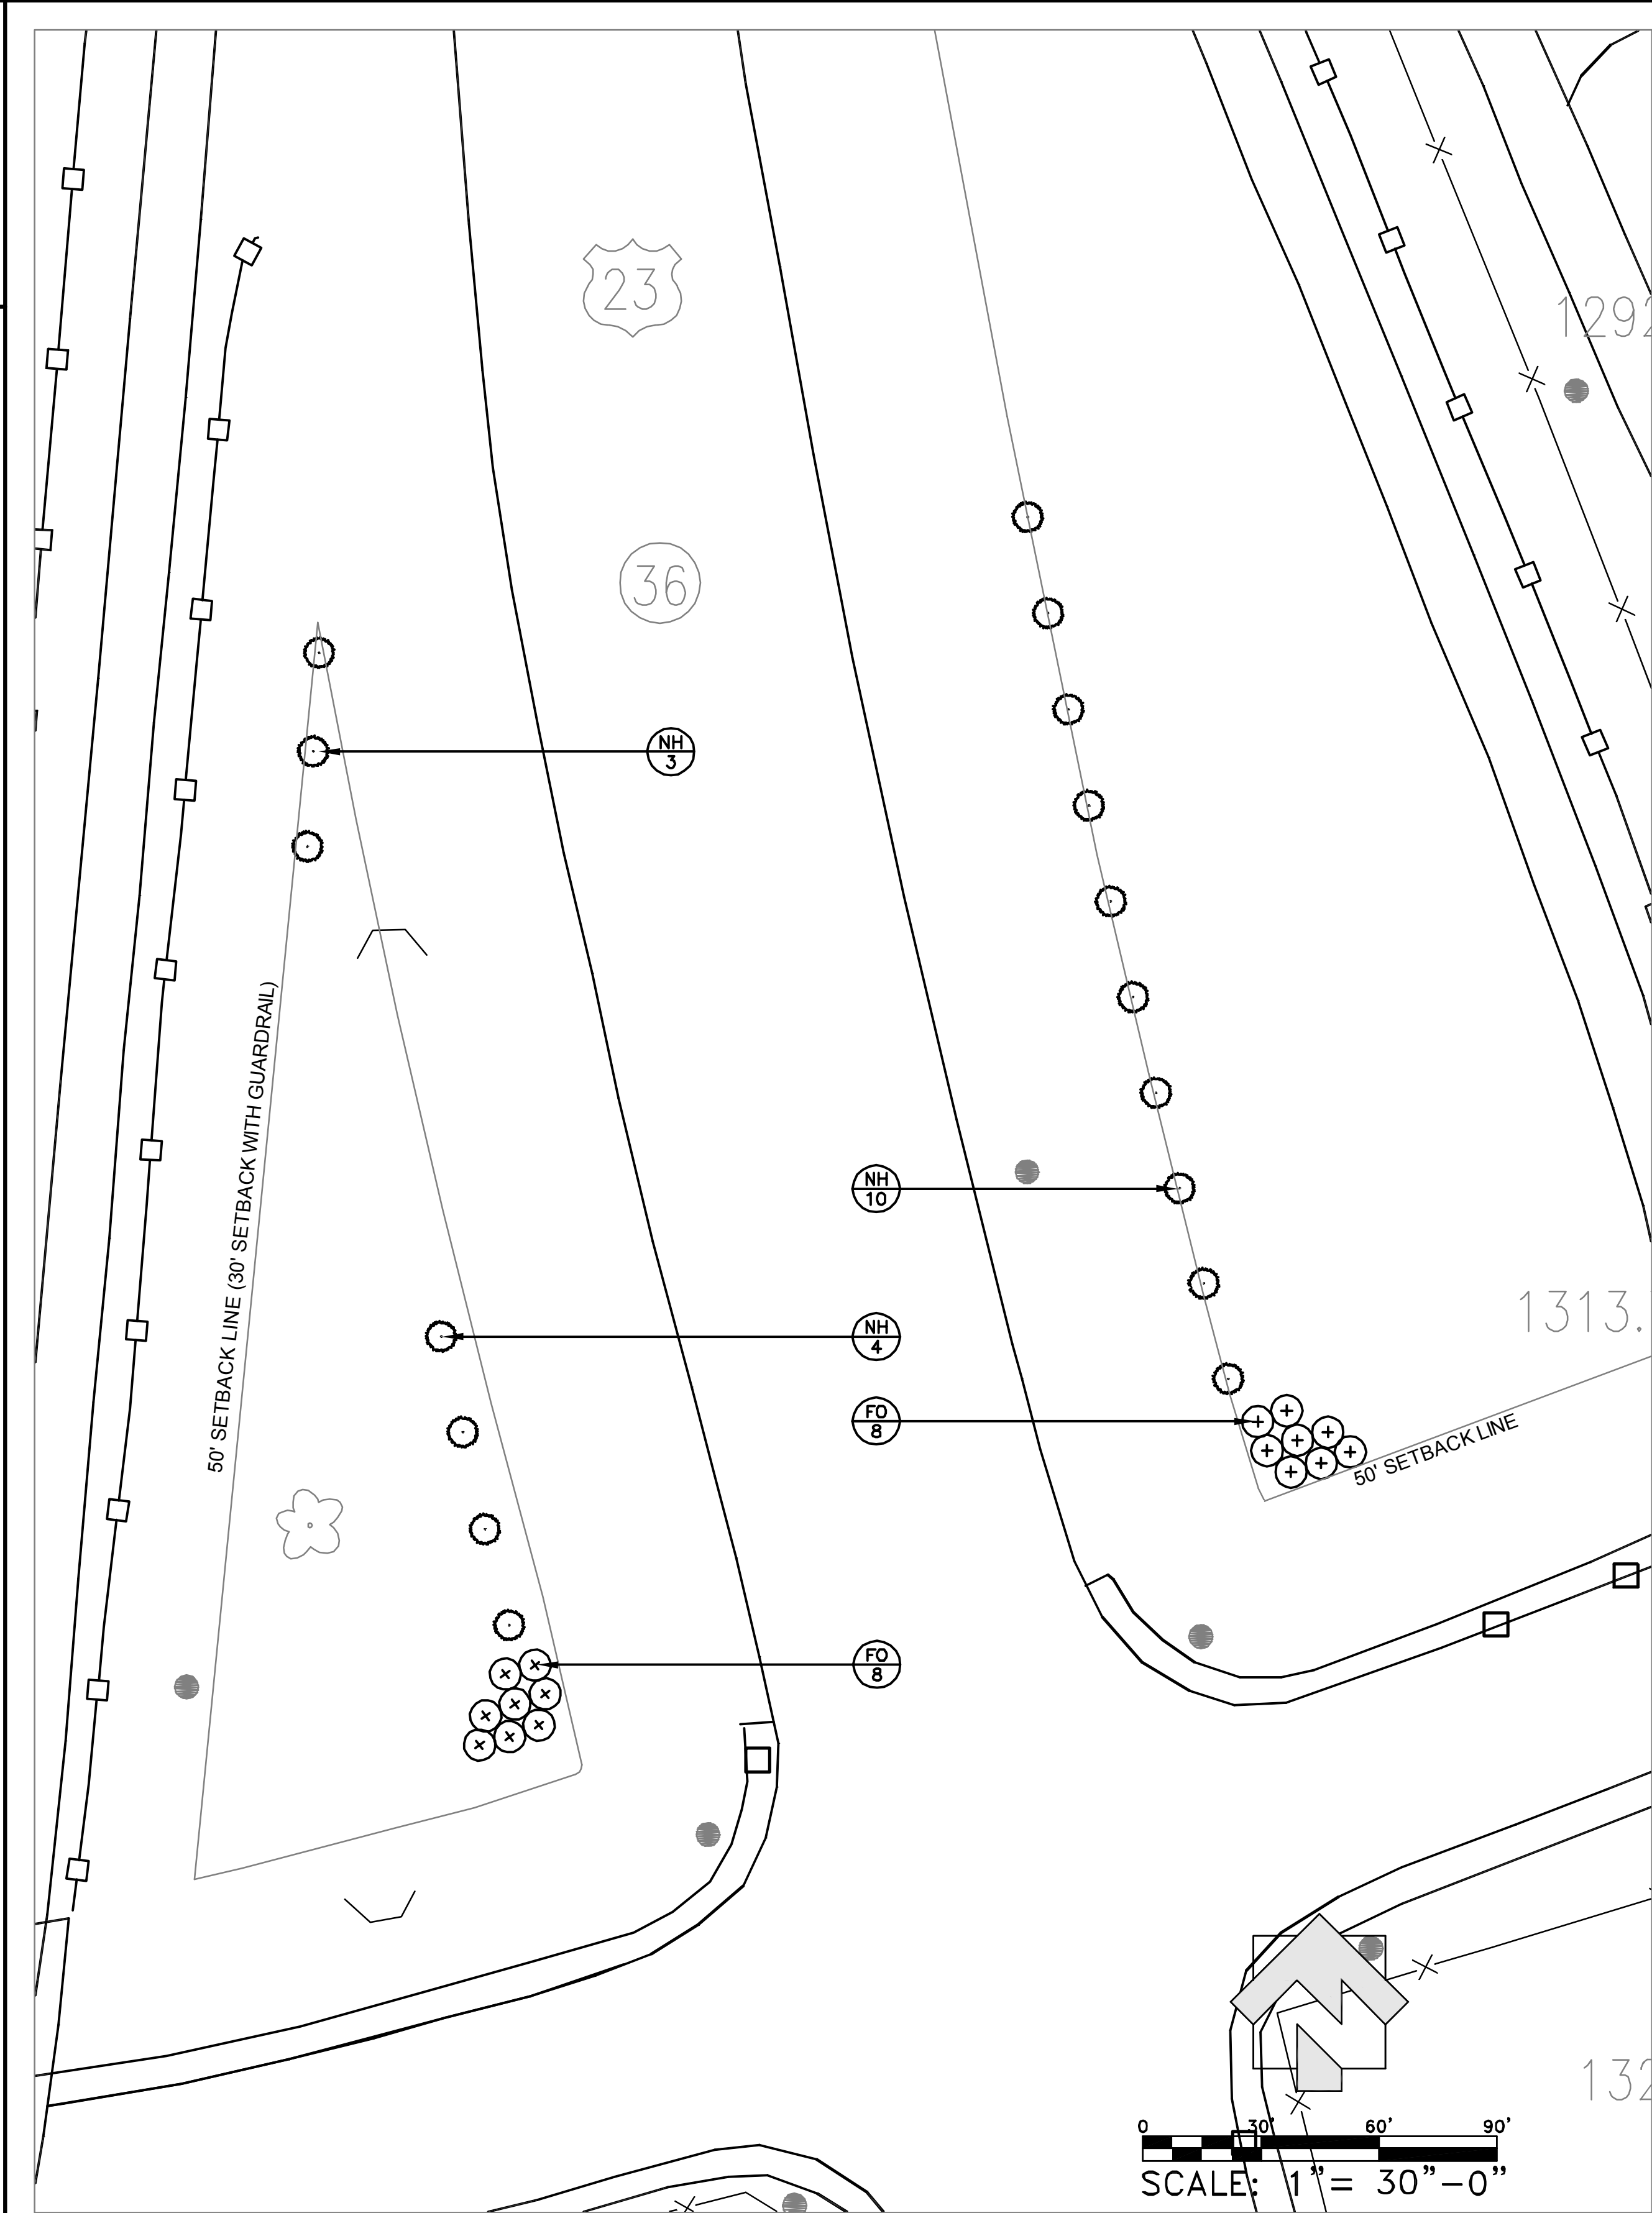 23
1292
36
NH
3
50' SETBACK LINE (30' SETBACK WITH GUARDRAIL)
NH
10
1313.
NH
4
FO
8
50' SETBACK LINE
FO
8
132
0 30' 60' 90'
SCALE: 1"= 30"-0"